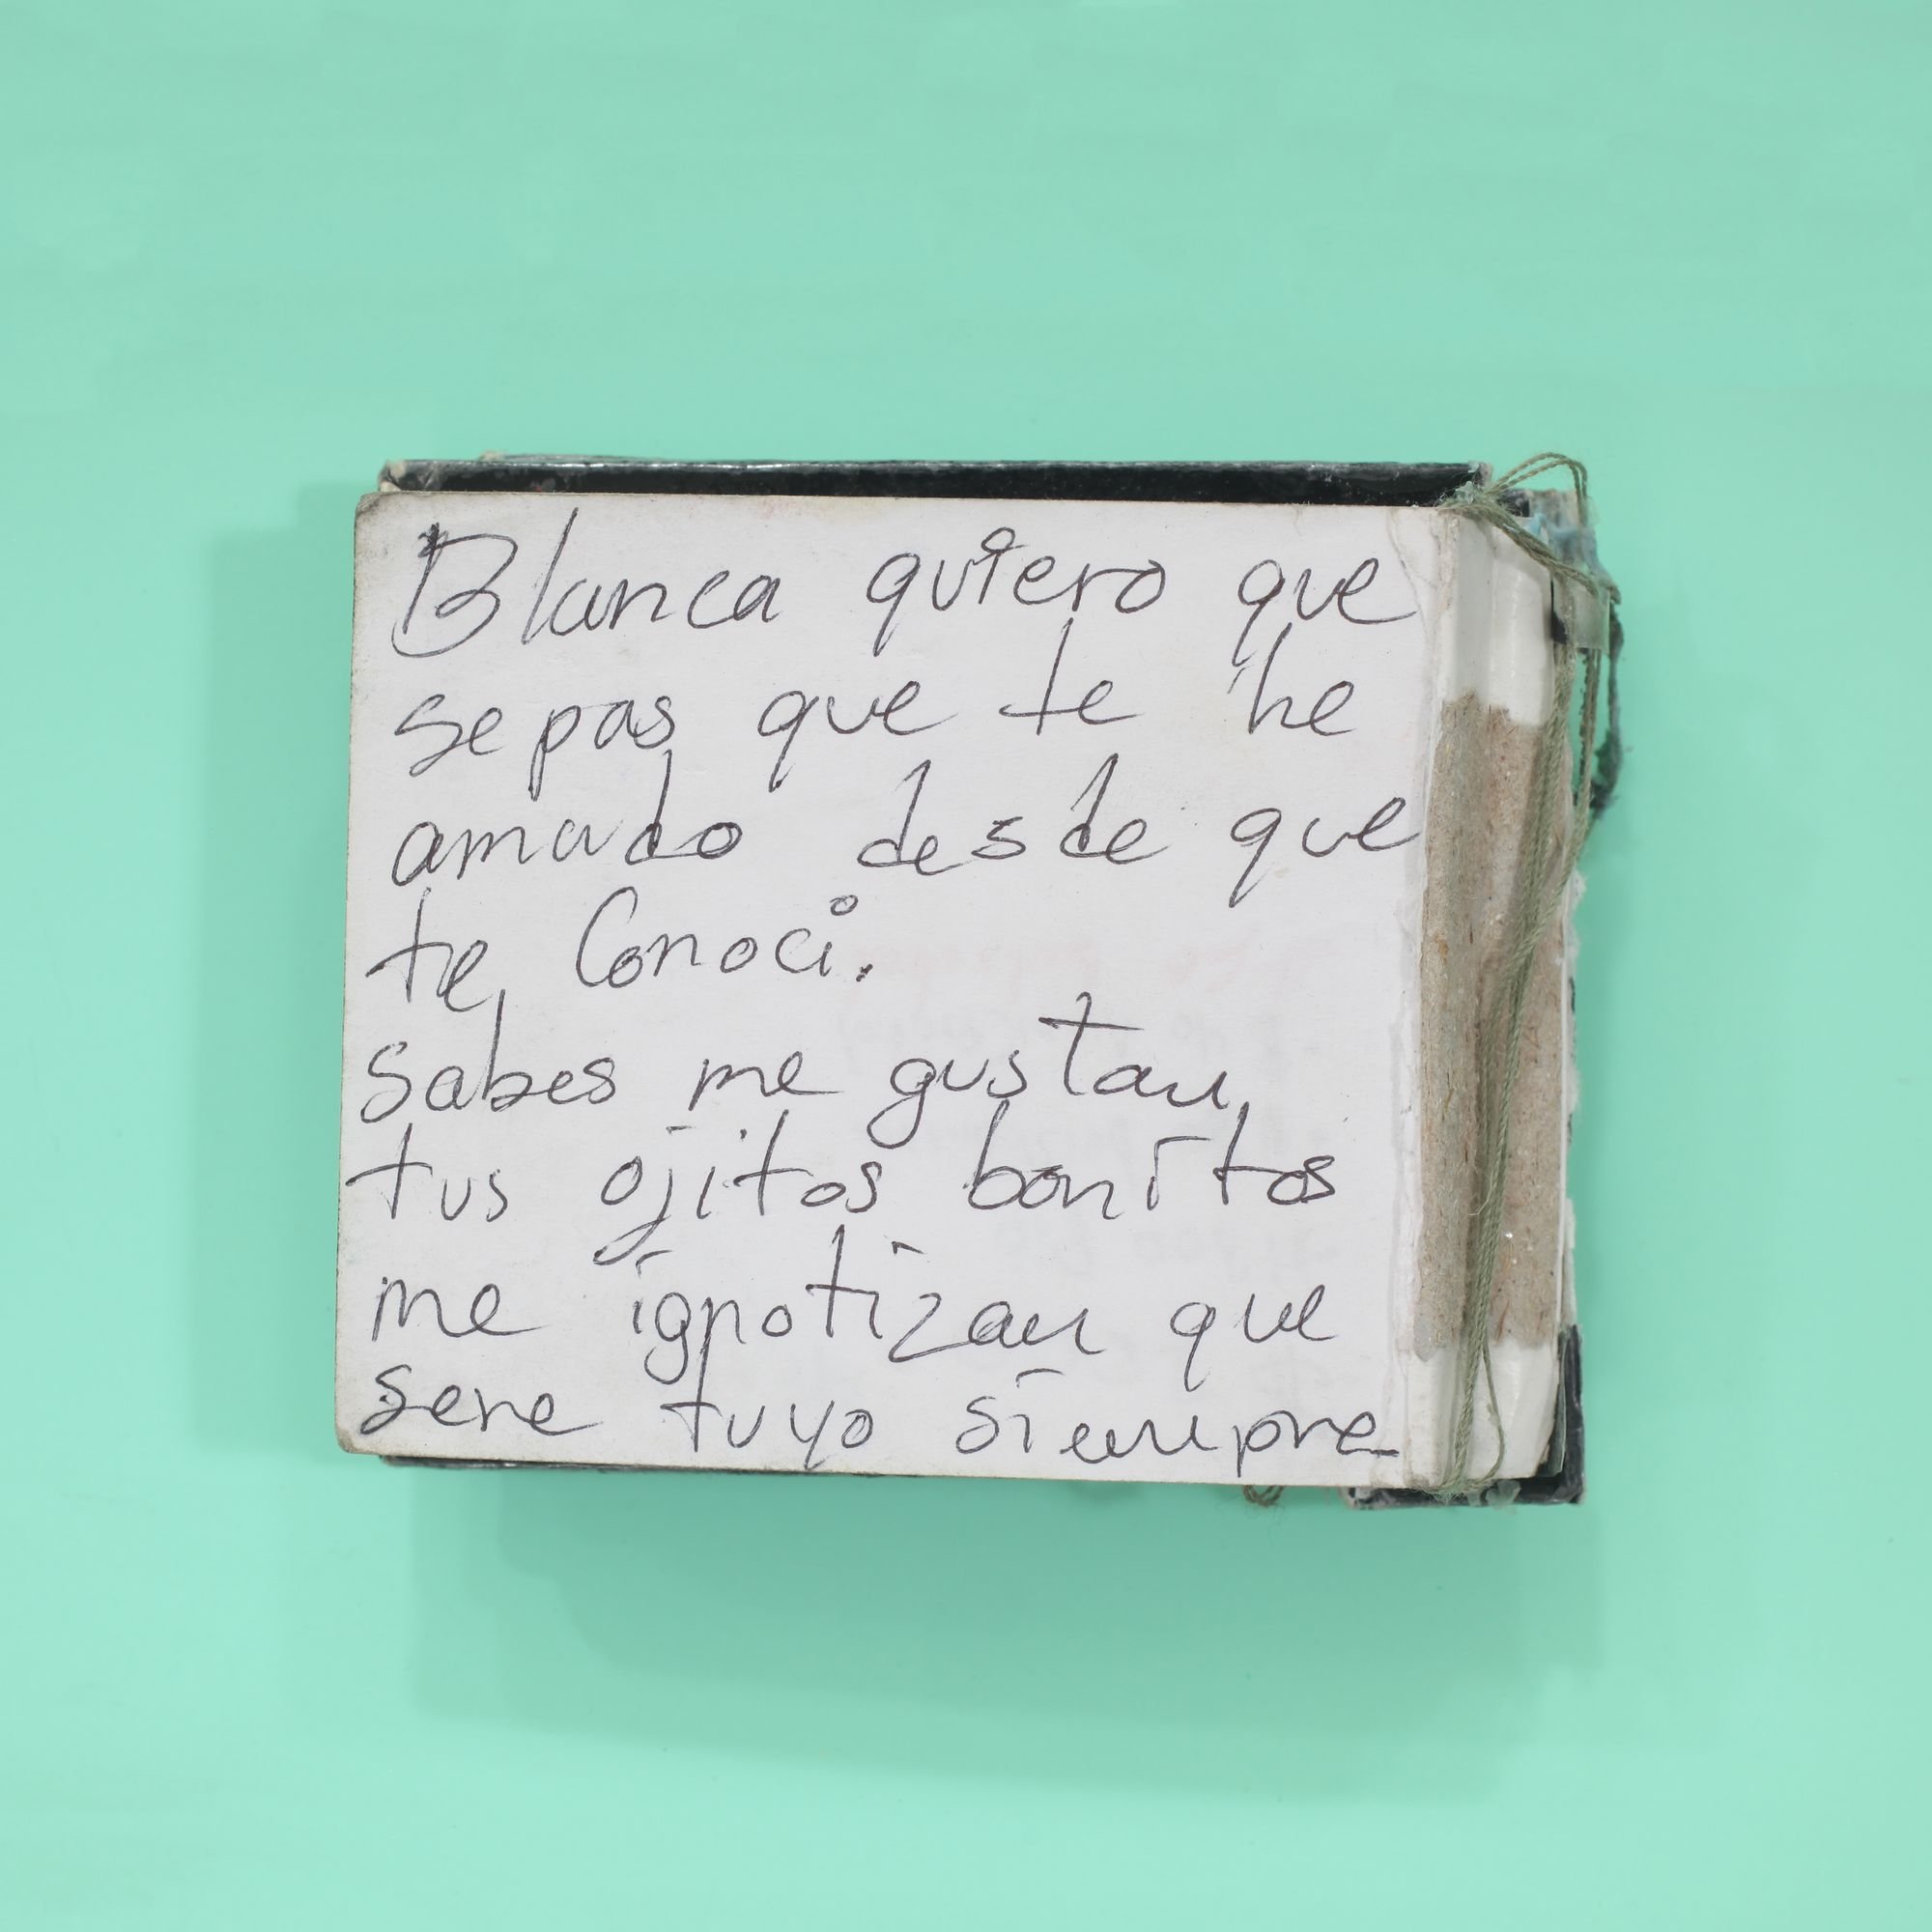 Blanca quiero que
sepas que te he
amado desde que
te Conoci.
Sabes me gustan
tus ojitos bonitos
me ignotizan que
sere tuyo siempre